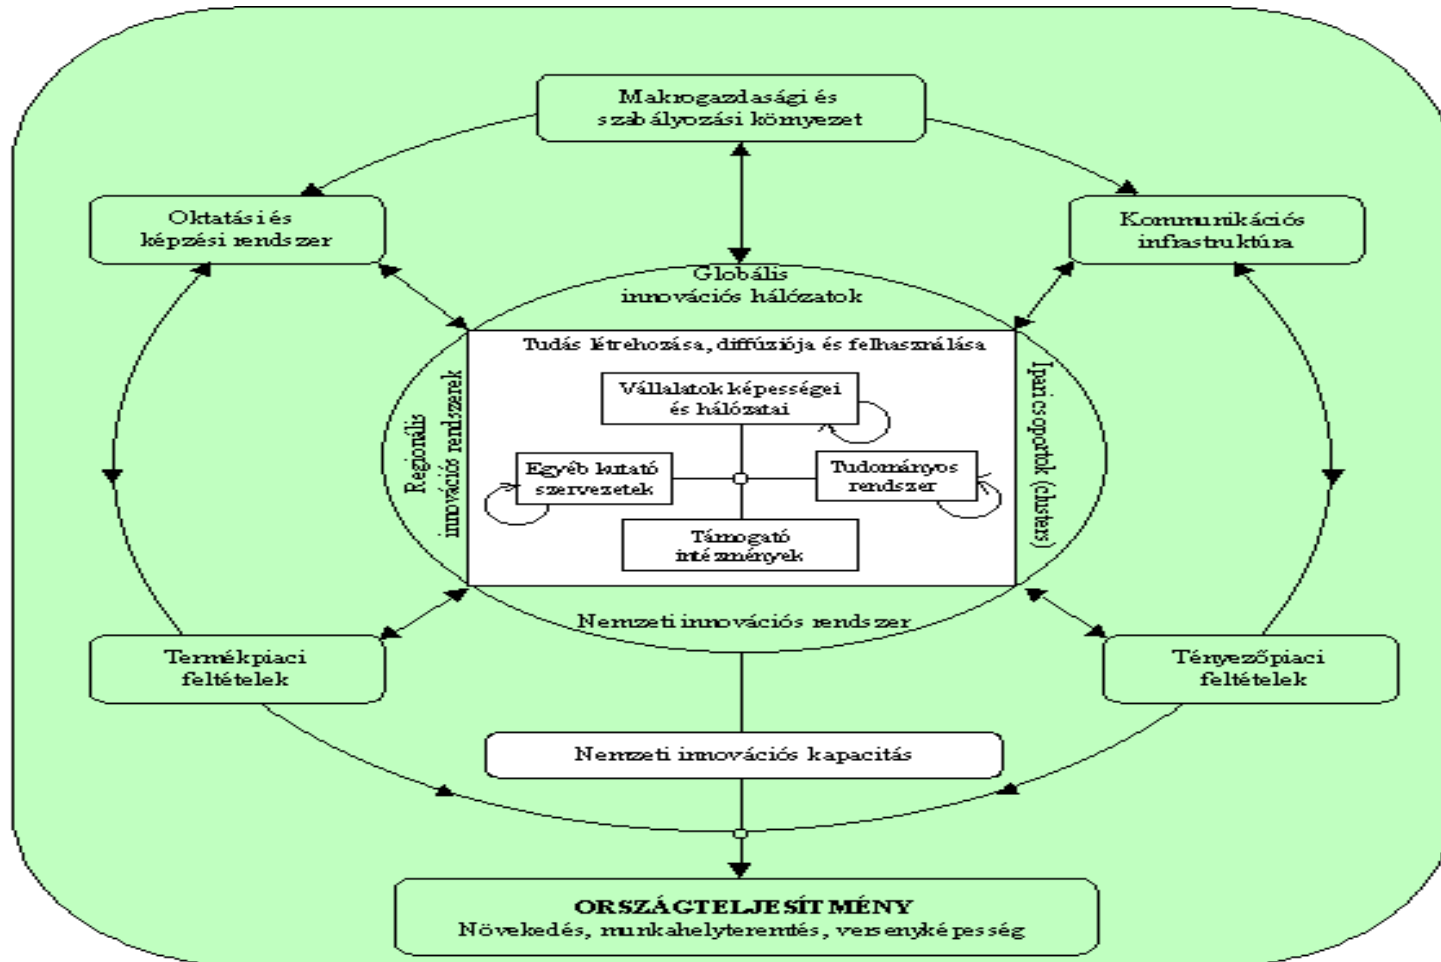 Makrogazdasági és
szabályozási környezet
Oktatási és
képzési rendszer
Kommunikációs
infrastruktúra
Globális
innovációs hálózatok
Tudás létrehozása, diffúziója és felhasználása
Vállalatok képességei
és hálózatai
Regionális
innovációs rendszerek
Ipari csoportok (clusters)
Egyéb kutató
szervezetek
Tudományos
rendszer
Támogató
intézmények
Nemzeti innovációs rendszer
Termékpiaci
feltételek
Tényezőpiaci
feltételek
Nemzeti innovációs kapacitás
ORSZÁGTELJESÍTMÉNY
Növekedés, munkahelyteremtés, versenyképesség